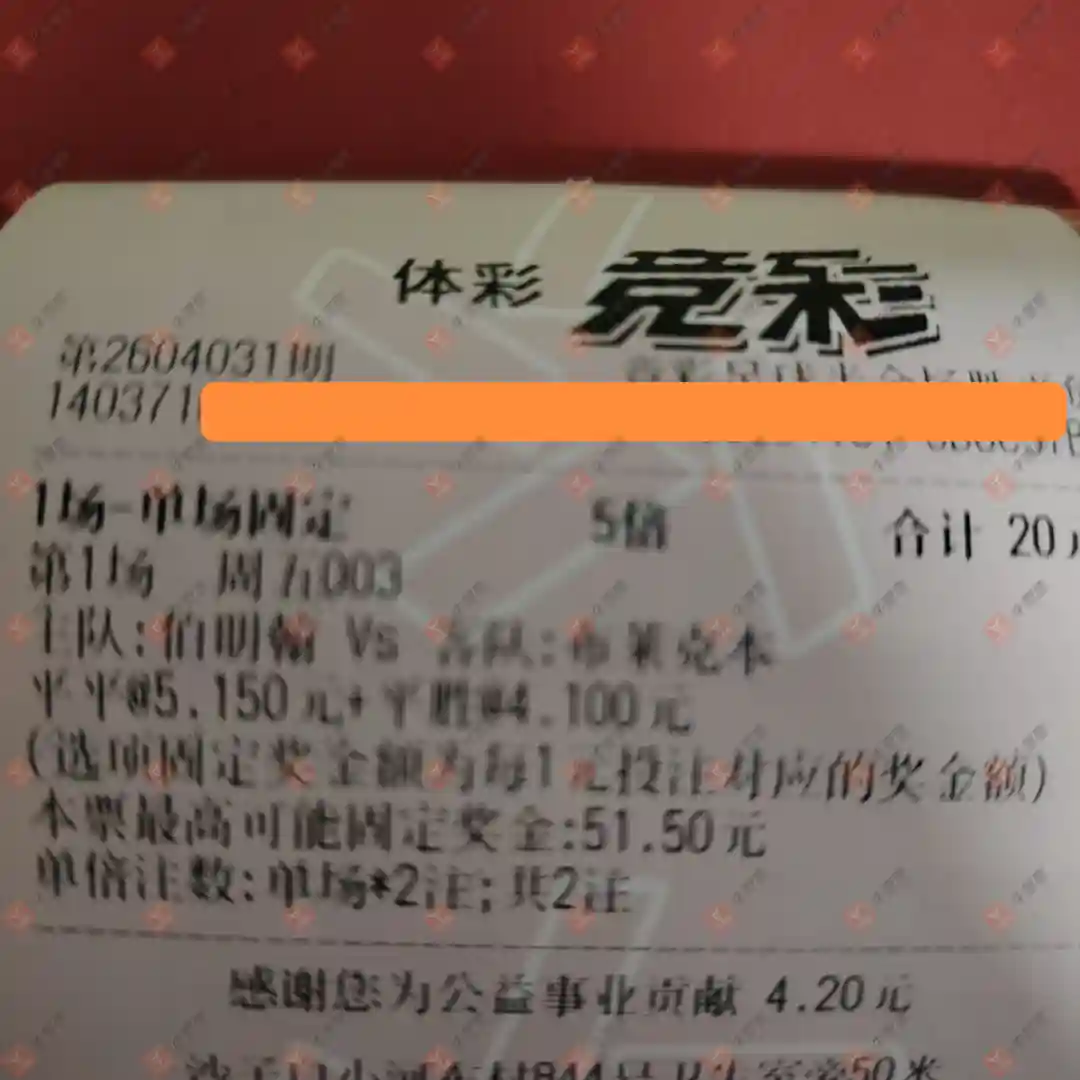 体彩 竞彩
第2604031期
140371
1场-单场固定 5倍 合计 20
第1场 周五003
主队:伯明翰 Vs 客队:布莱克本
平平@5.150元+平胜@4.100元
(选项固定奖金额为每1元投注对应的奖金额)
本票最高可能固定奖金:51.50元
单倍注数:单场*2注;共2注
感谢您为公益事业贡献 4.20元